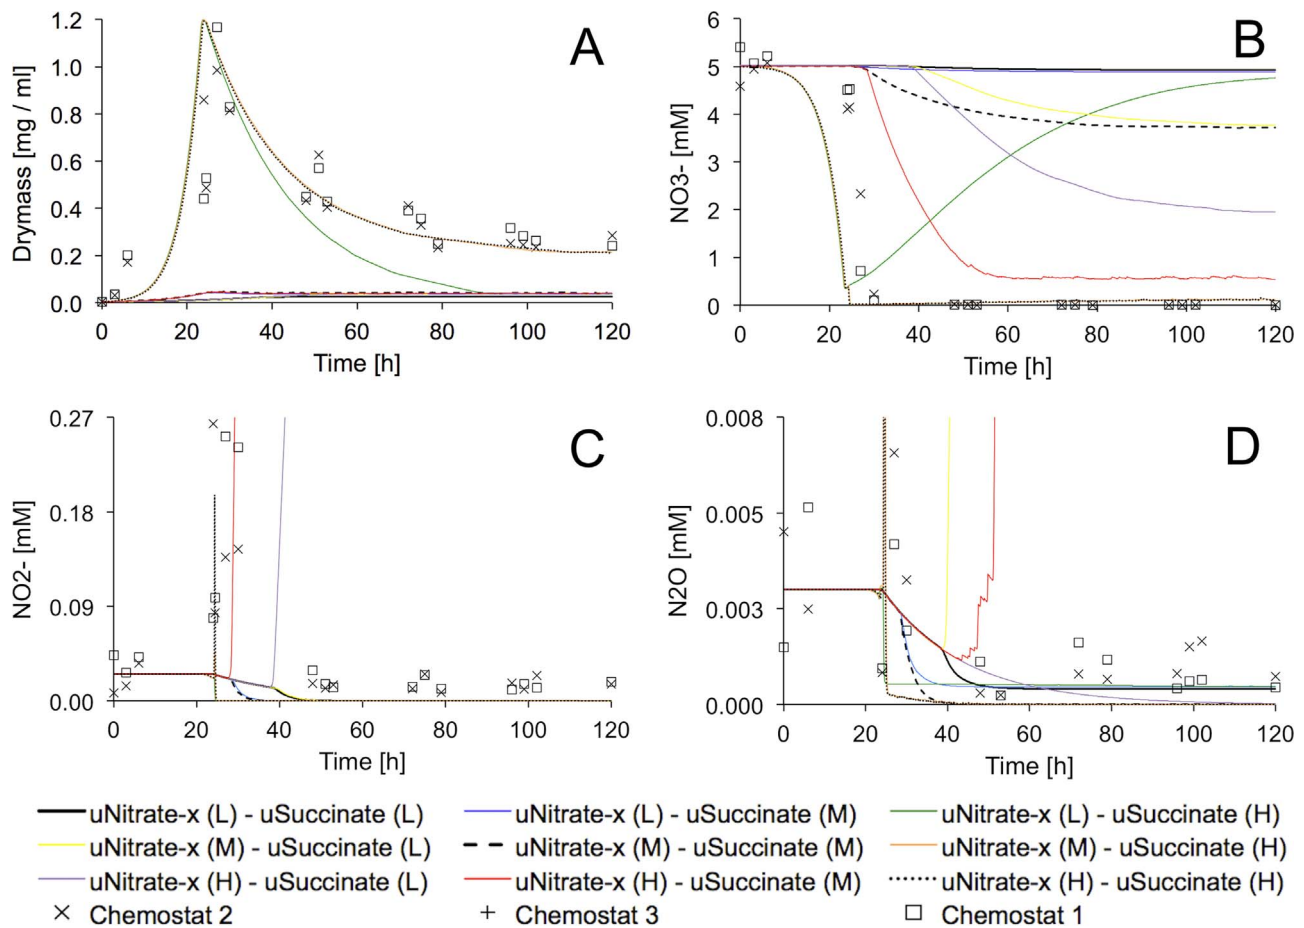 A
Drymass [mg / ml]
1.2
1.0
0.8
0.6
0.4
0.2
0.0
0 20 40 60 80 100 120
Time [h]
B
NO3- [mM]
6
5
4
3
2
1
0
0 20 40 60 80 100 120
Time [h]
C
NO2- [mM]
0.27
0.18
0.09
0.00
0 20 40 60 80 100 120
Time [h]
D
N2O [mM]
0.008
0.005
0.003
0.000
0 20 40 60 80 100 120
Time [h]
uNitrate-x (L) - uSuccinate (L) uNitrate-x (L) - uSuccinate (M) uNitrate-x (L) - uSuccinate (H)
uNitrate-x (M) - uSuccinate (L) uNitrate-x (M) - uSuccinate (M) uNitrate-x (M) - uSuccinate (H)
uNitrate-x (H) - uSuccinate (L) uNitrate-x (H) - uSuccinate (M) uNitrate-x (H) - uSuccinate (H)
Chemostat 2 Chemostat 3 Chemostat 1